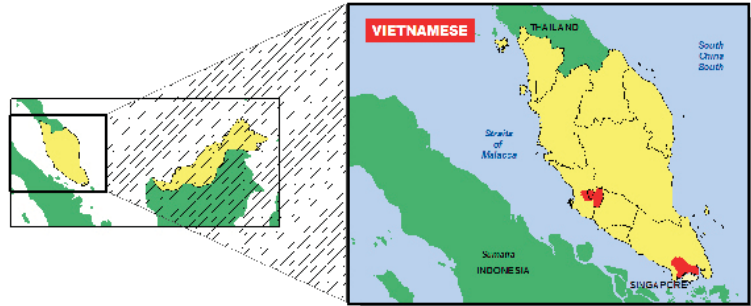 VIETNAMESE
THAILAND
South
China
South
Straits
of
Malacca
Sumatra
INDONESIA
SINGAPORE